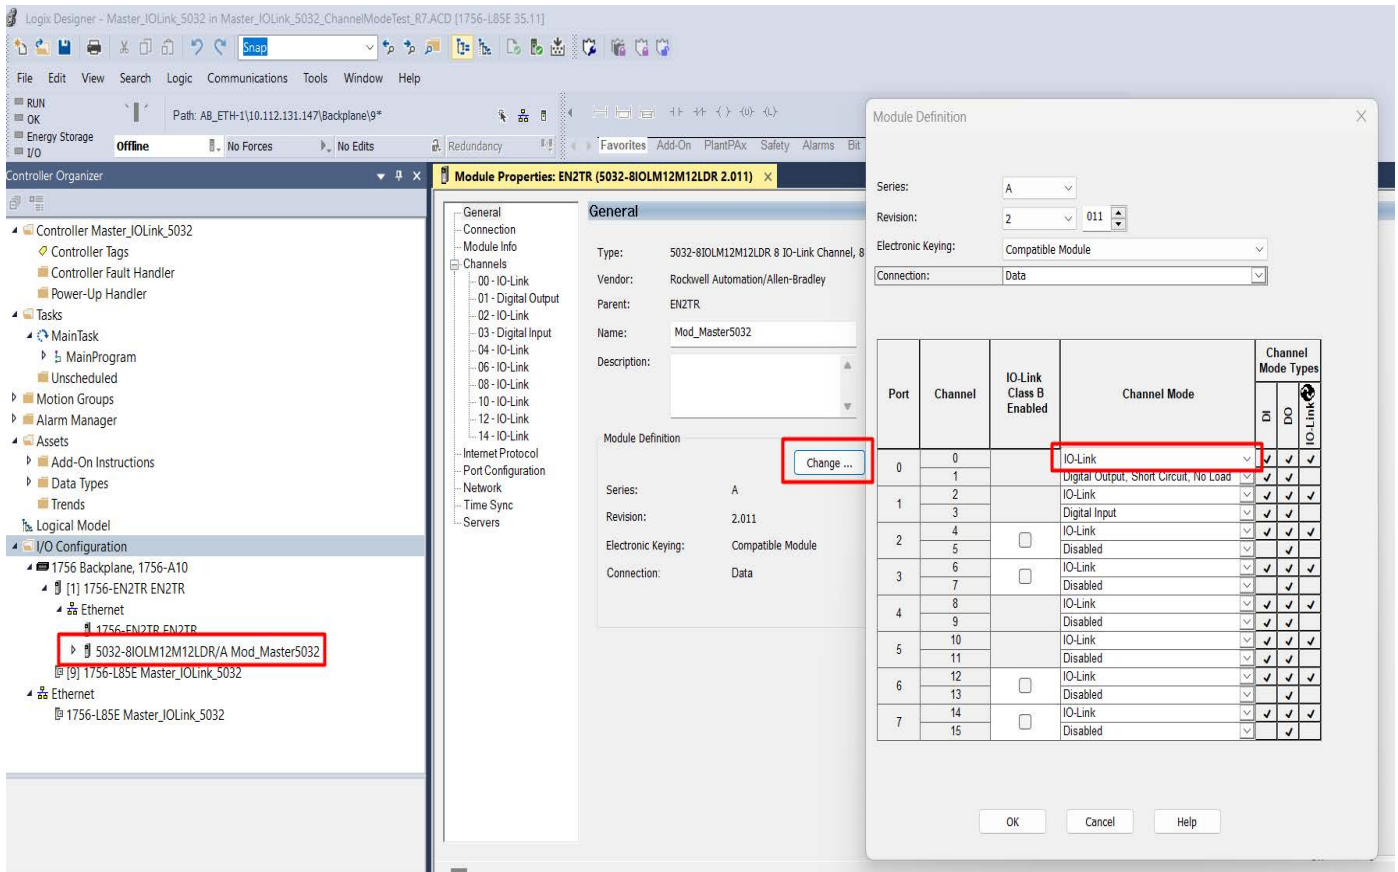 Logix Designer - Master_IOLink_5032 in Master_IOLink_5032_ChannelModeTest_R7.ACD [1756-L85E 35.11]
Snap
File Edit View Search Logic Communications Tools Window Help
RUN
OK
Energy Storage
I/O
Path: AB_ETH-1\10.112.131.147\Backplane\9*
Offline
No Forces
No Edits
Redundancy
Favorites Add-On PlantPAx Safety Alarms Bit
Controller Organizer
Controller Master_IOLink_5032
Controller Tags
Controller Fault Handler
Power-Up Handler
Tasks
MainTask
MainProgram
Unscheduled
Motion Groups
Alarm Manager
Assets
Add-On Instructions
Data Types
Trends
Logical Model
I/O Configuration
1756 Backplane, 1756-A10
[1] 1756-EN2TR EN2TR
Ethernet
1756-EN2TR EN2TR
5032-8IOLM12M12LDR/A Mod_Master5032
[9] 1756-L85E Master_IOLink_5032
Ethernet
1756-L85E Master_IOLink_5032
Module Properties: EN2TR (5032-8IOLM12M12LDR 2.011)
General
Connection
Module Info
Channels
00 - IO-Link
01 - Digital Output
02 - IO-Link
03 - Digital Input
04 - IO-Link
06 - IO-Link
08 - IO-Link
10 - IO-Link
12 - IO-Link
14 - IO-Link
Internet Protocol
Port Configuration
Network
Time Sync
Servers
General
Type: 5032-8IOLM12M12LDR 8 IO-Link Channel, 8
Vendor: Rockwell Automation/Allen-Bradley
Parent: EN2TR
Name: Mod_Master5032
Description:
Module Definition
Change ...
Series: A
Revision: 2.011
Electronic Keying: Compatible Module
Connection: Data
Module Definition
Series: A
Revision: 2 011
Electronic Keying: Compatible Module
Connection: Data
Port Channel IO-Link Class B Enabled Channel Mode Channel Mode Types
DI DO IO-Link
0 0 IO-Link
1 Digital Output, Short Circuit, No Load
1 2 IO-Link
3 Digital Input
2 4 IO-Link
5 Disabled
3 6 IO-Link
7 Disabled
4 8 IO-Link
9 Disabled
5 10 IO-Link
11 Disabled
6 12 IO-Link
13 Disabled
7 14 IO-Link
15 Disabled
OK Cancel Help